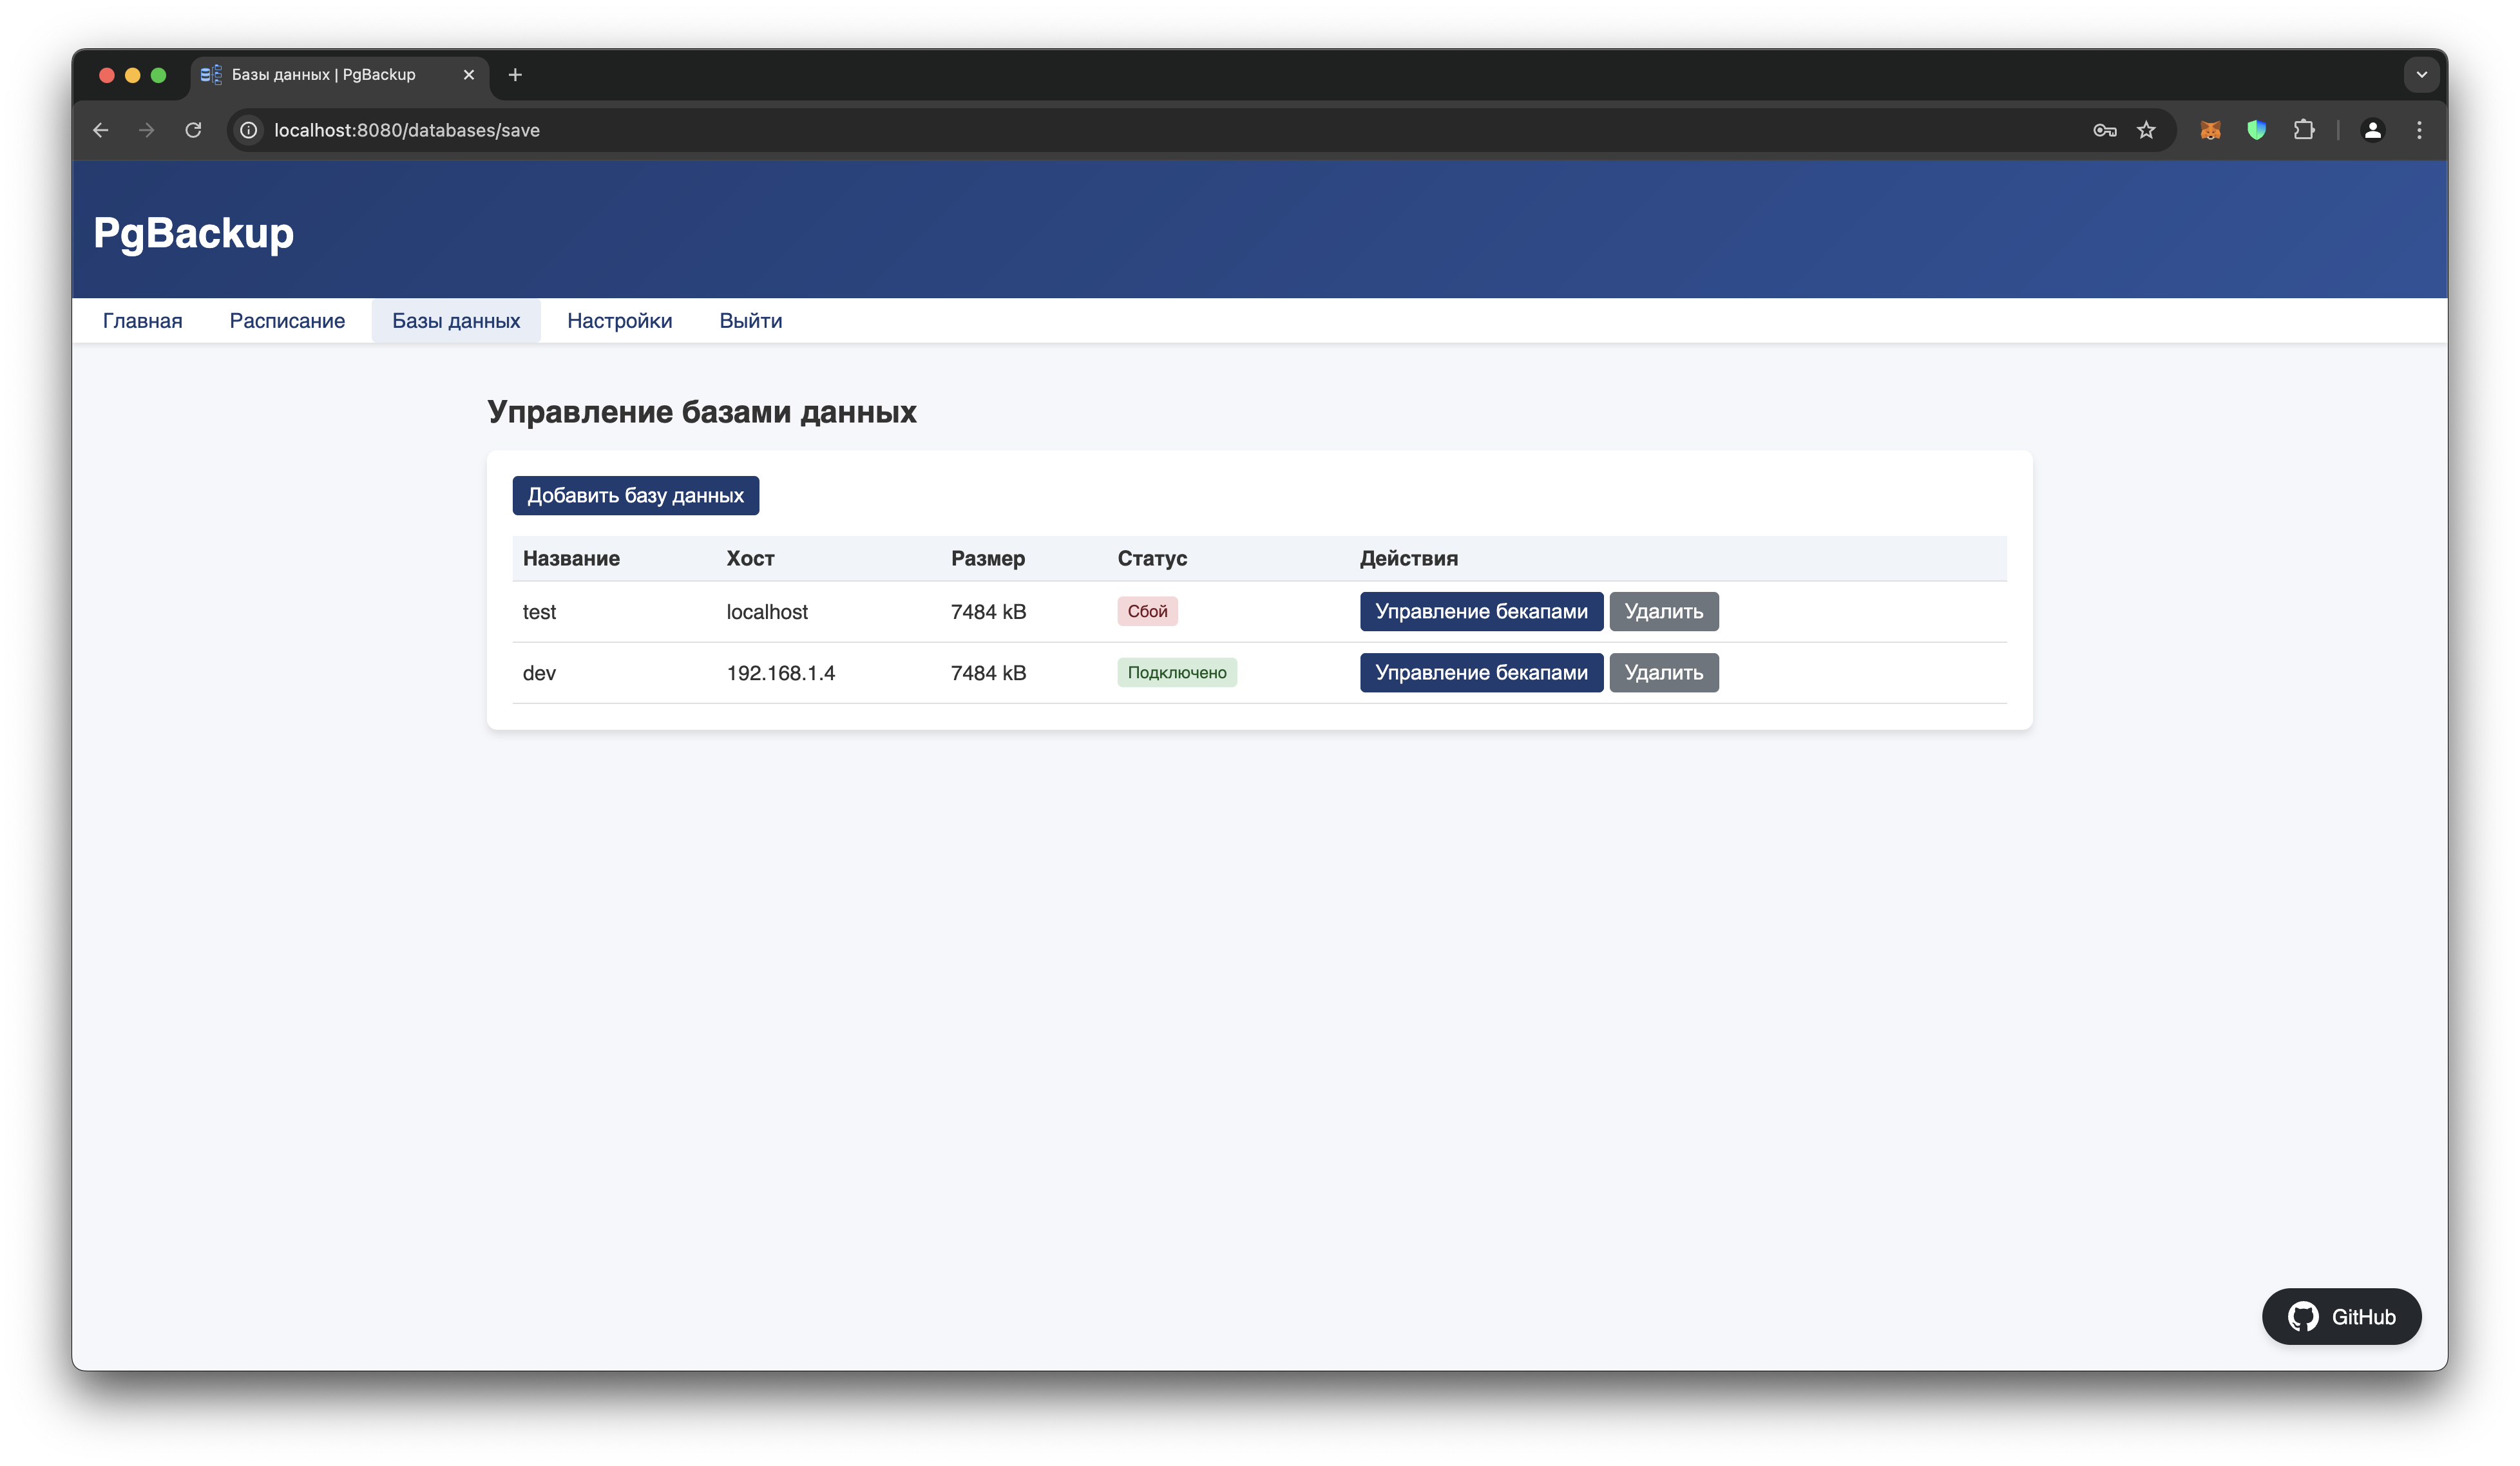 Базы данных | PgBackup
localhost:8080/databases/save
PgBackup
Главная Расписание Базы данных Настройки Выйти
Управление базами данных
Добавить базу данных
Название Хост Размер Статус Действия
test localhost 7484 kB Сбой Управление бекапами Удалить
dev 192.168.1.4 7484 kB Подключено Управление бекапами Удалить
GitHub